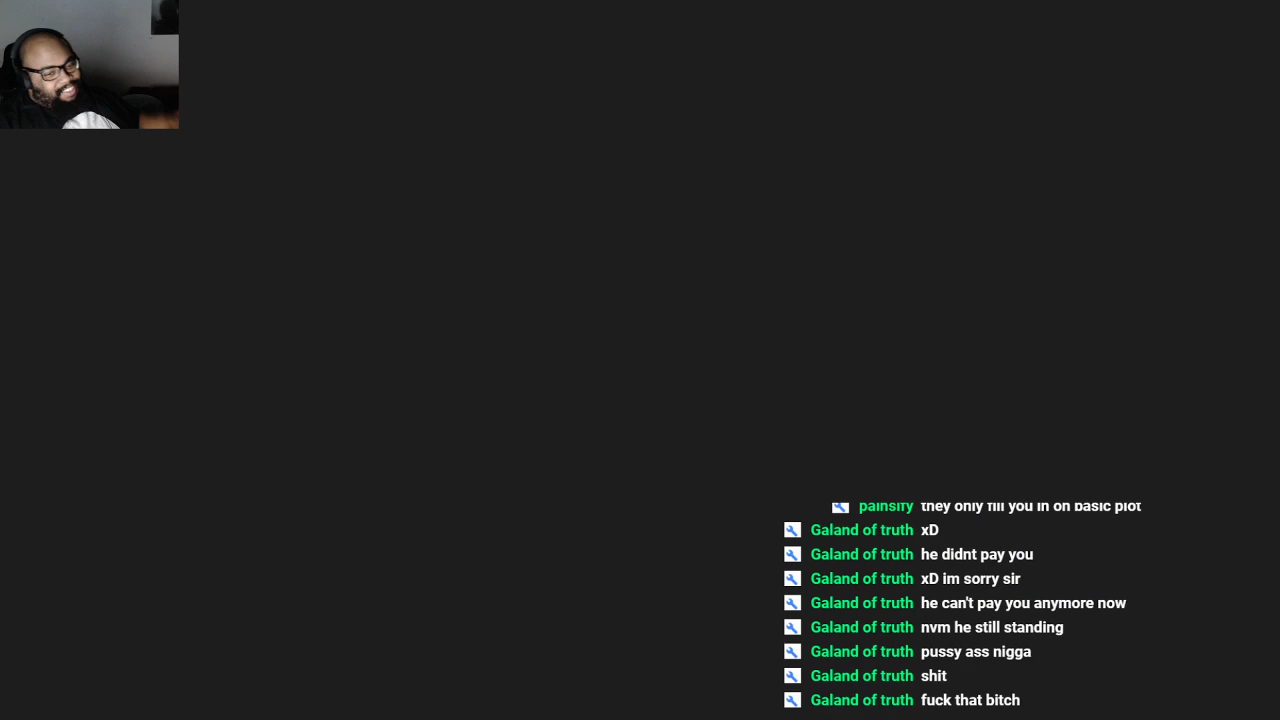 painsify they only fill you in on basic plot
Galand of truth xD
Galand of truth he didnt pay you
Galand of truth xD im sorry sir
Galand of truth he can't pay you anymore now
Galand of truth nvm he still standing
Galand of truth pussy ass nigga
Galand of truth shit
Galand of truth fuck that bitch